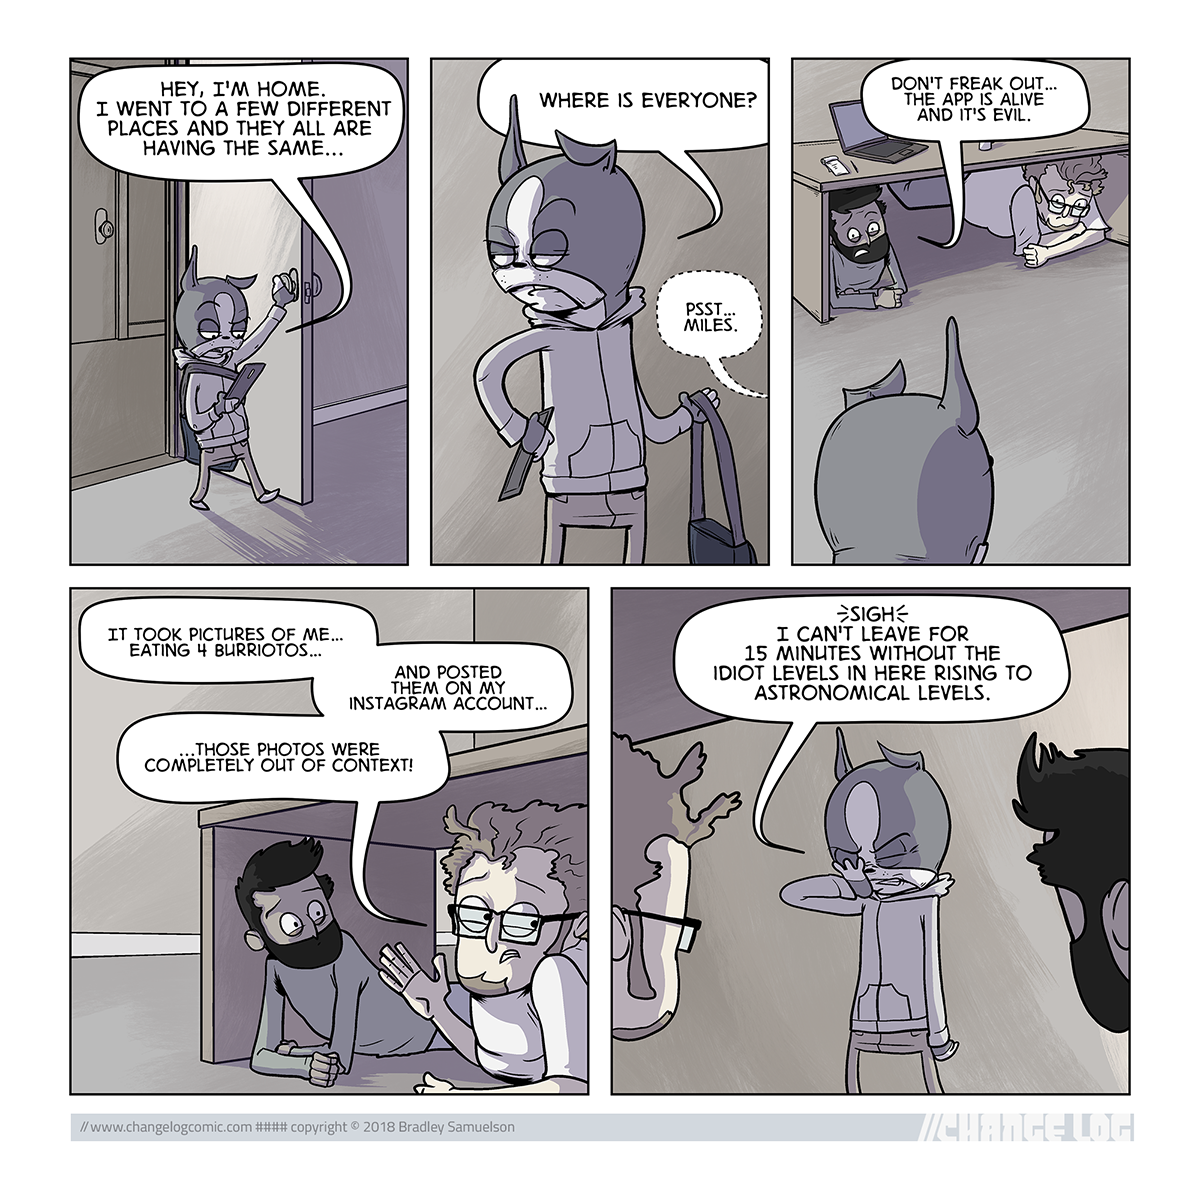 HEY, I'M HOME.
I WENT TO A FEW DIFFERENT
PLACES AND THEY ALL ARE
HAVING THE SAME...
WHERE IS EVERYONE?
PSST...
MILES.
DON'T FREAK OUT...
THE APP IS ALIVE
AND IT'S EVIL.
IT TOOK PICTURES OF ME...
EATING 4 BURRIOTOS...
AND POSTED
THEM ON MY
INSTAGRAM ACCOUNT...
...THOSE PHOTOS WERE
COMPLETELY OUT OF CONTEXT!
SIGH
I CAN'T LEAVE FOR
15 MINUTES WITHOUT THE
IDIOT LEVELS IN HERE RISING TO
ASTRONOMICAL LEVELS.
// www.changelogcomic.com #### copyright © 2018 Bradley Samuelson
//CHANGE LOG